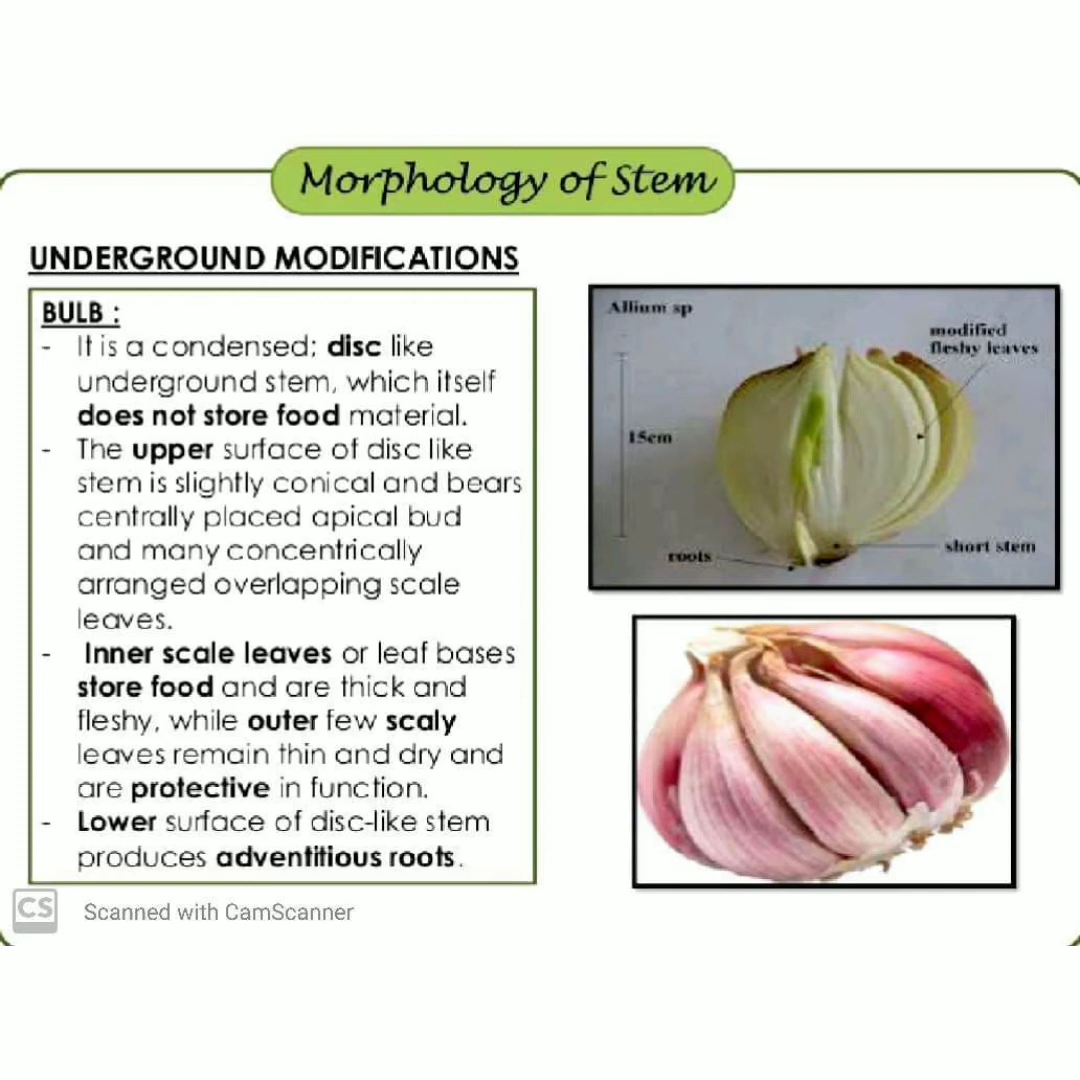 Morphology of Stem
UNDERGROUND MODIFICATIONS
BULB :
- It is a condensed; disc like
underground stem, which itself
does not store food material.
- The upper surface of disc like
stem is slightly conical and bears
centrally placed apical bud
and many concentrically
arranged overlapping scale
leaves.
- Inner scale leaves or leaf bases
store food and are thick and
fleshy, while outer few scaly
leaves remain thin and dry and
are protective in function.
- Lower surface of disc-like stem
produces adventitious roots.
Allium sp
modified
fleshy leaves
15cm
short stem
roots
CS Scanned with CamScanner